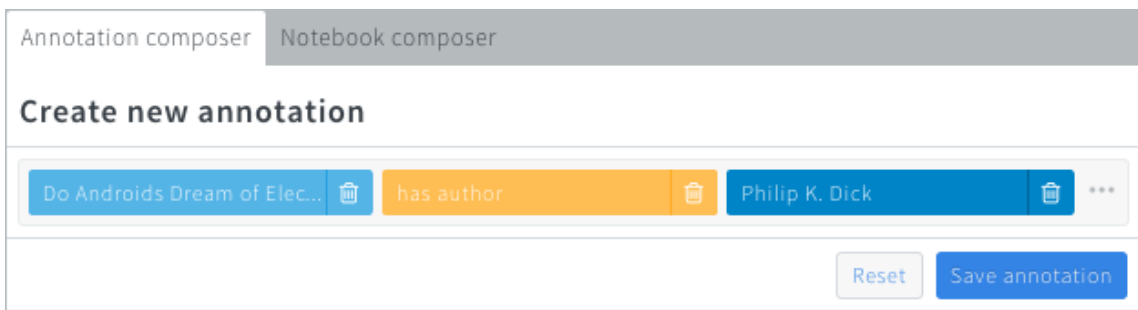 Annotation composer Notebook composer
Create new annotation
Do Androids Dream of Elec... has author Philip K. Dick
Reset Save annotation